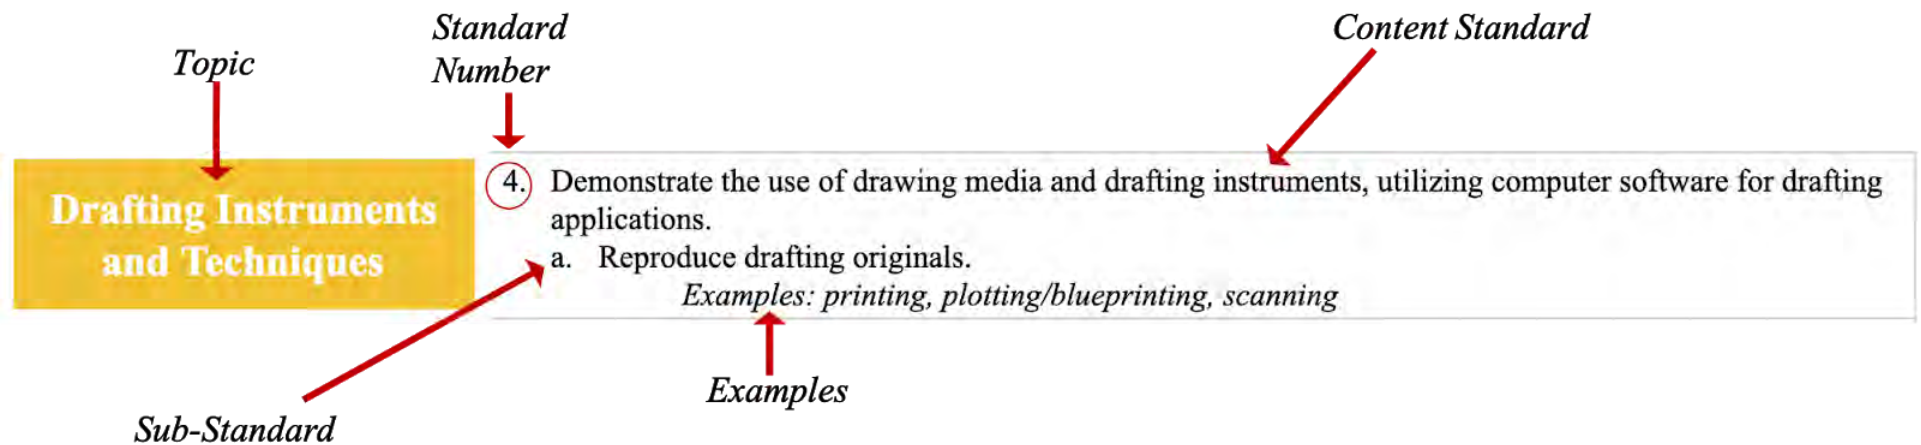 Topic
Standard
Number
Content Standard
Drafting Instruments
and Techniques
4. Demonstrate the use of drawing media and drafting instruments, utilizing computer software for drafting
applications.
a. Reproduce drafting originals.
Examples: printing, plotting/blueprinting, scanning
Sub-Standard
Examples